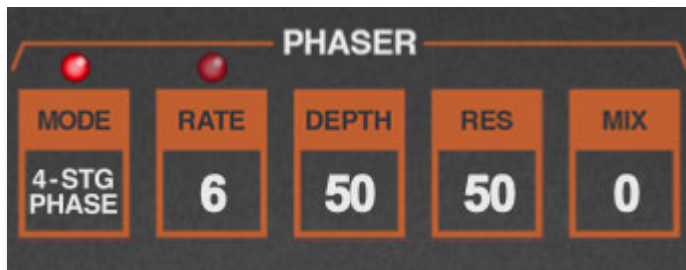 PHASER
MODE RATE DEPTH RES MIX
4-STG
PHASE 6 50 50 0